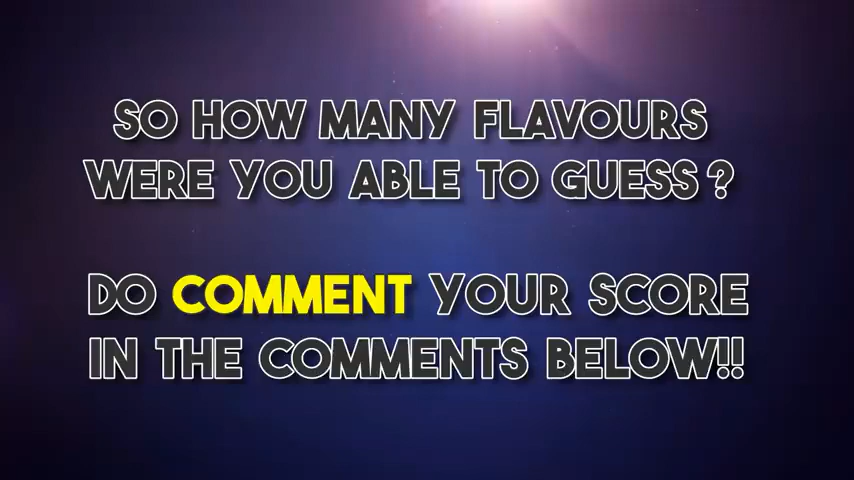 SO HOW MANY FLAVOURS
WERE YOU ABLE TO GUESS?
DO COMMENT YOUR SCORE
IN THE COMMENTS BELOW!!